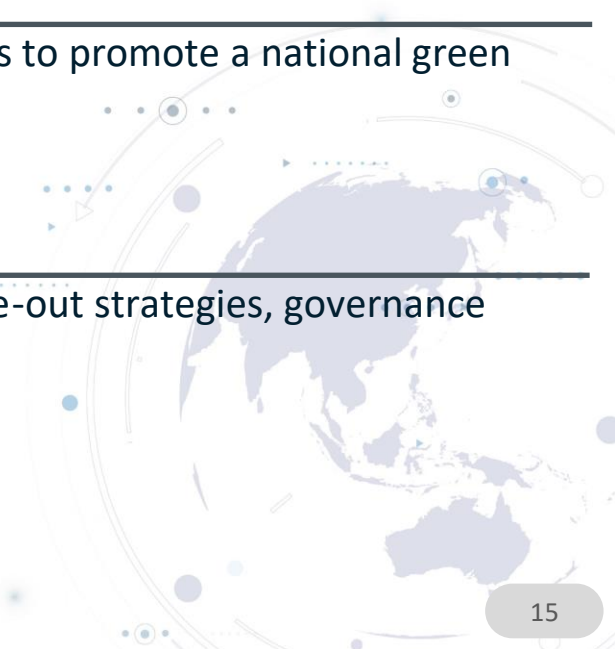 s to promote a national green
e-out strategies, governance
15